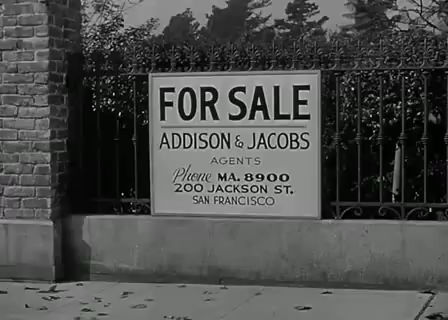 FOR SALE
ADDISON & JACOBS
AGENTS
Phone MA. 8900
200 JACKSON ST.
SAN FRANCISCO